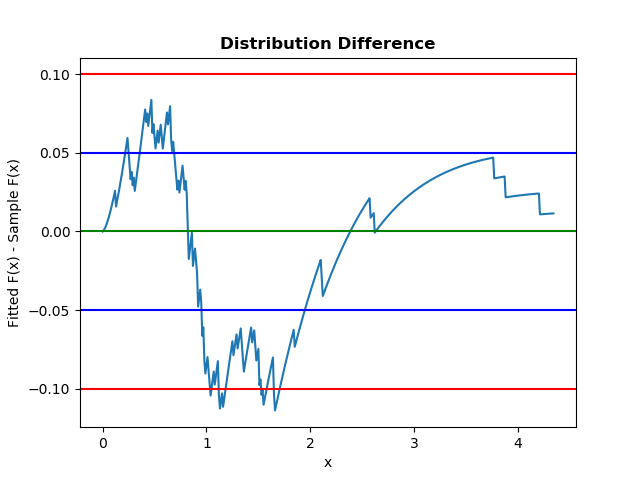 Distribution Difference
Fitted F(x) - Sample F(x)
0.10
0.05
0.00
−0.05
−0.10
0 1 2 3 4
x